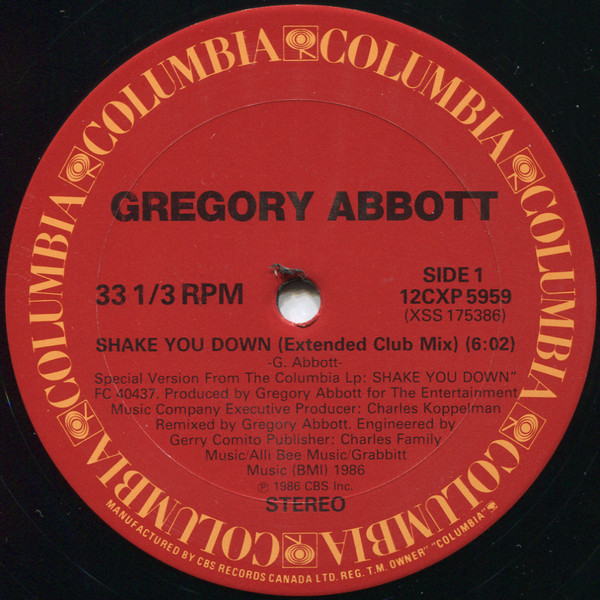 COLUMBIA COLUMBIA COLUMBIA COLUMBIA COLUMBIA COLUMBIA COLUMBIA COLUMBIA
GREGORY ABBOTT
33 1/3 RPM
SIDE 1
12CXP 5959
(XSS 175386)
SHAKE YOU DOWN (Extended Club Mix) (6:02)
-G. Abbott-
Special Version From The Columbia Lp: SHAKE YOU DOWN"
FC 40437. Produced by Gregory Abbott for The Entertainment
Music Company Executive Producer: Charles Koppelman
Remixed by Gregory Abbott. Engineered by
Gerry Comito Publisher: Charles Family
Music/Alli Bee Music/Grabbitt
Music (BMI) 1986
℗ 1986 CBS Inc.
STEREO
MANUFACTURED BY CBS RECORDS CANADA LTD. REG. T.M. OWNER" "COLUMBIA"